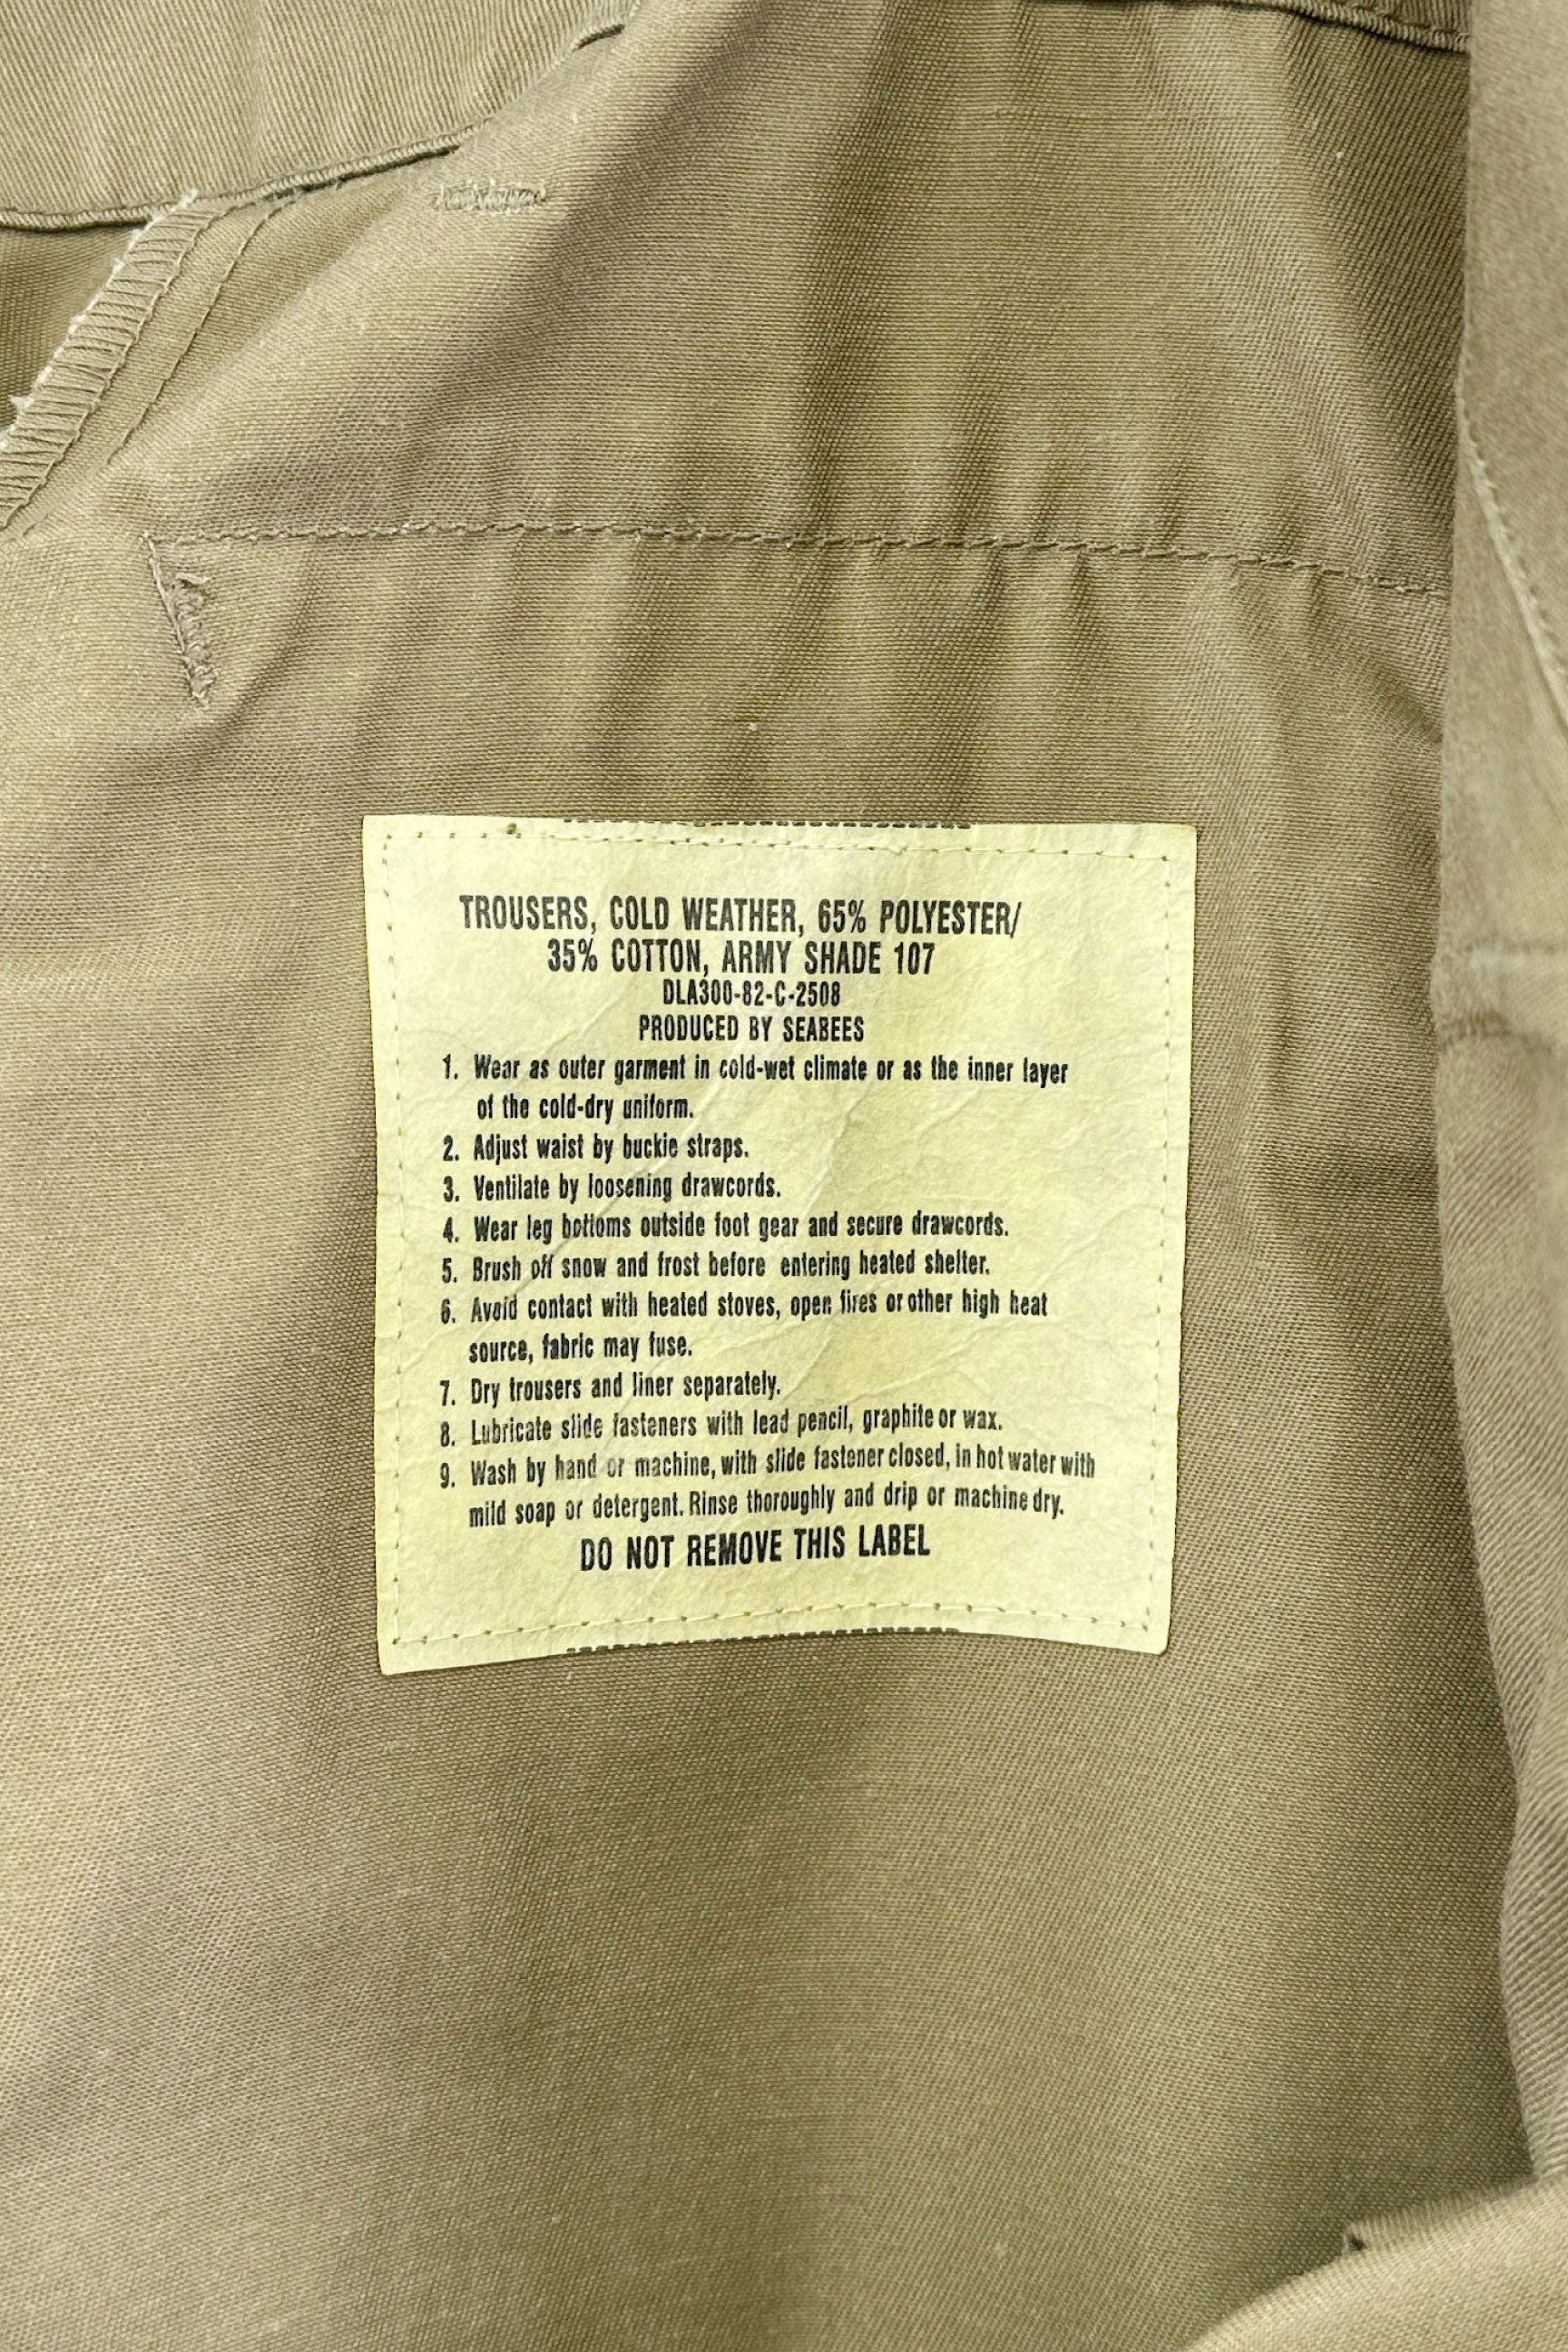 TROUSERS, COLD WEATHER, 65% POLYESTER/
35% COTTON, ARMY SHADE 107
DLA300-82-C-2508
PRODUCED BY SEABEES
1. Wear as outer garment in cold-wet climate or as the inner layer
of the cold-dry uniform.
2. Adjust waist by buckle straps.
3. Ventilate by loosening drawcords.
4. Wear leg bottoms outside foot gear and secure drawcords.
5. Brush off snow and frost before entering heated shelter.
6. Avoid contact with heated stoves, open fires or other high heat
source, fabric may fuse.
7. Dry trousers and liner separately.
8. Lubricate slide fasteners with lead pencil, graphite or wax.
9. Wash by hand or machine, with slide fastener closed, in hot water with
mild soap or detergent. Rinse thoroughly and drip or machine dry.
DO NOT REMOVE THIS LABEL